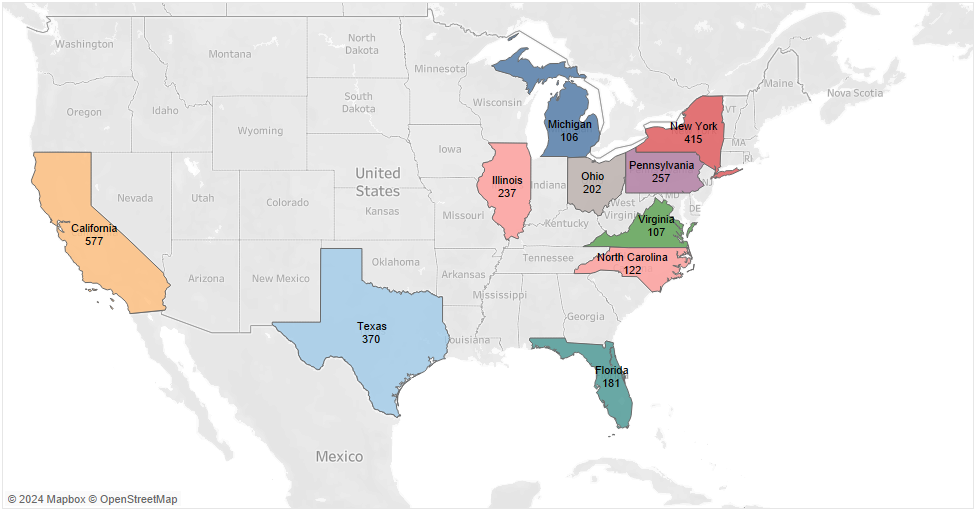 Washington
Montana
North
Dakota
Minnesota
Maine
Nova Scotia
Oregon
Idaho
South
Dakota
Wisconsin
Michigan
106
New York
415
VT
Wyoming
MA
RI
Iowa
Illinois
237
Indiana
Ohio
202
Pennsylvania
257
NJ
MD
DE
United
States
Nevada
Utah
Colorado
Kansas
Missouri
West
Virginia
Kentucky
Virginia
107
California
577
Arizona
New Mexico
Oklahoma
Arkansas
Tennessee
North Carolina
122
Mississippi
Georgia
Texas
370
ouisiana
Florida
181
Mexico
© 2024 Mapbox © OpenStreetMap